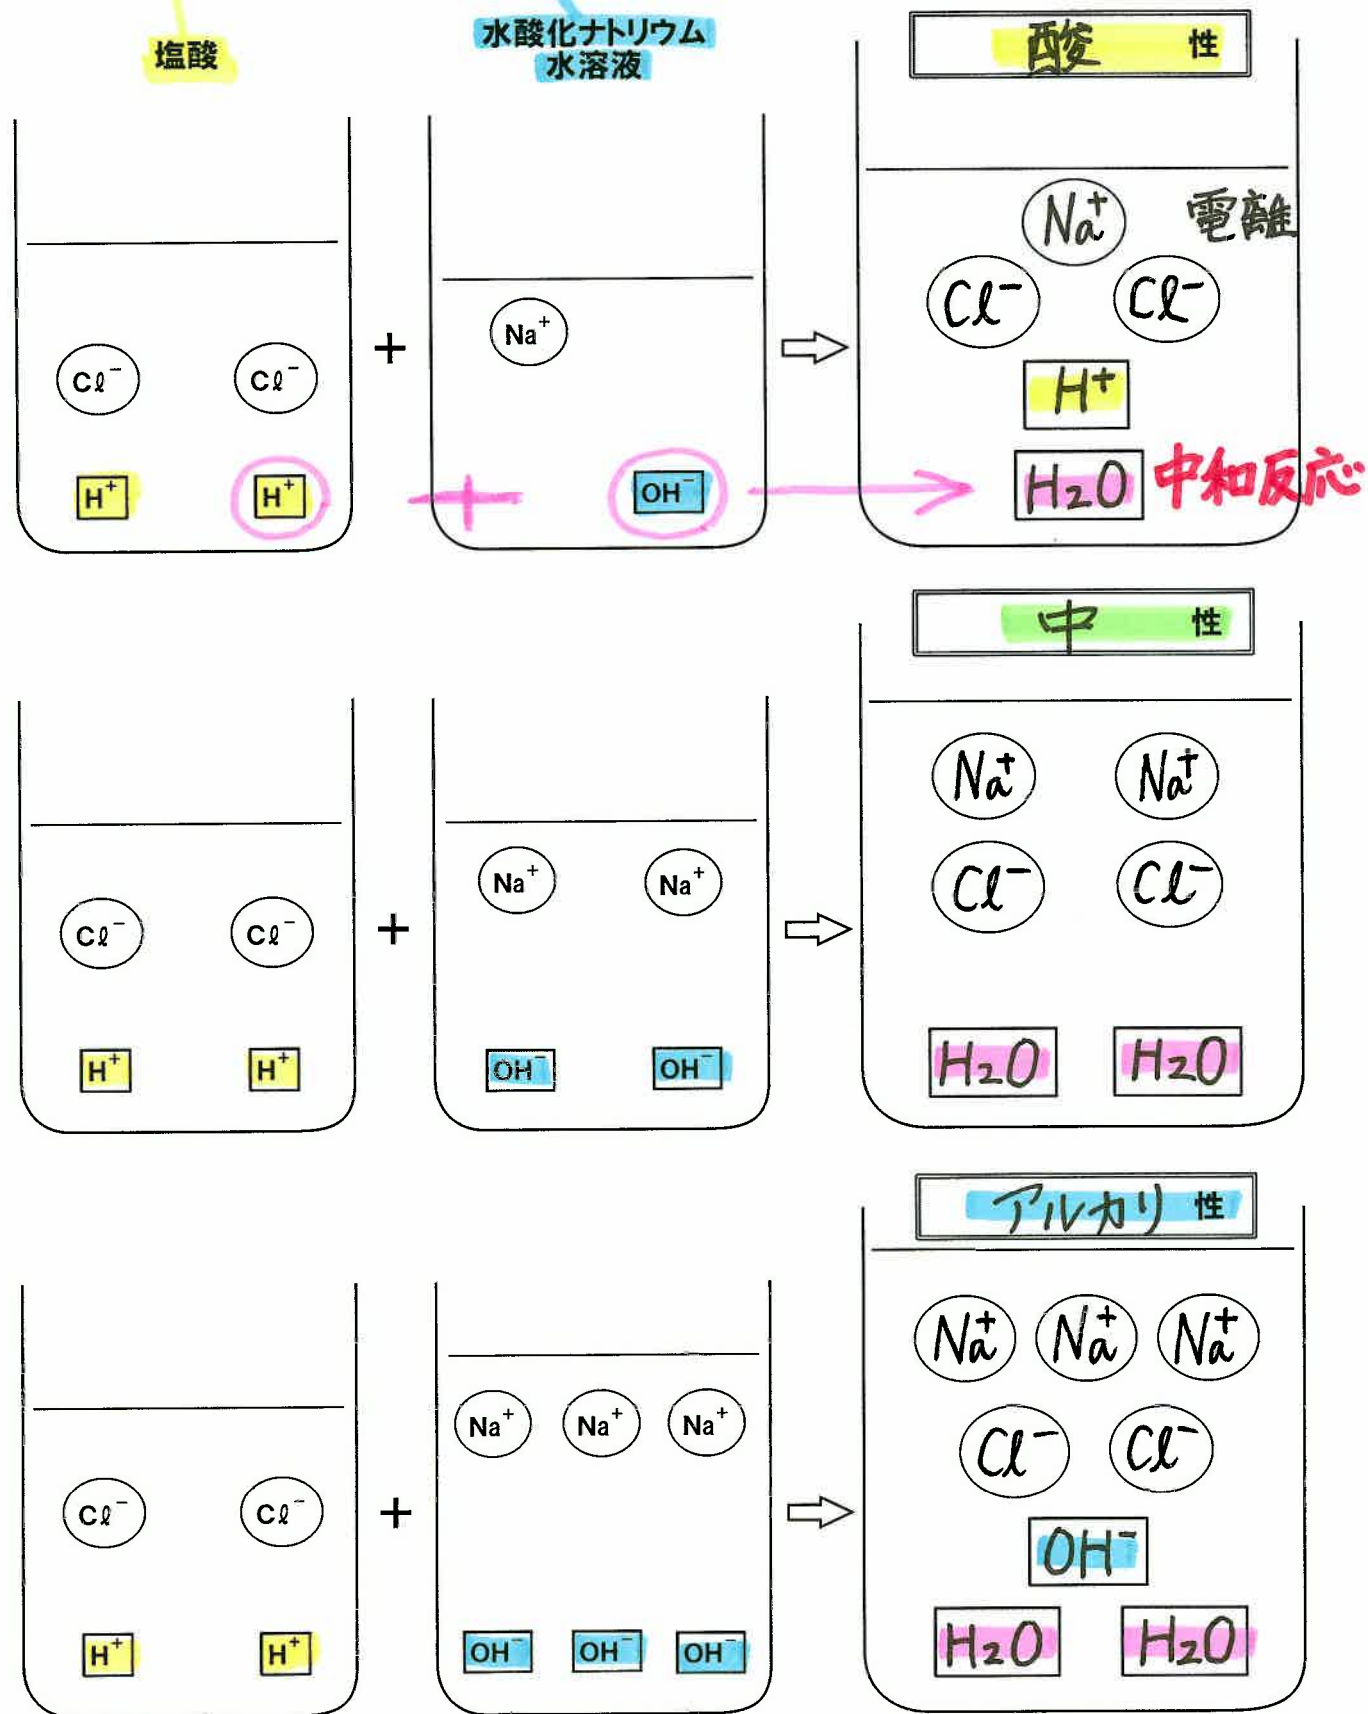 塩酸
水酸化ナトリウム
水溶液
酸 性
Na⁺ 電離
Cℓ⁻ Cℓ⁻
H⁺
H₂O 中和反応
Na⁺
Cℓ⁻ Cℓ⁻
+
H⁺ H⁺ + OH⁻
中 性
Na⁺ Na⁺
Cℓ⁻ Cℓ⁻
H₂O H₂O
Na⁺ Na⁺
Cℓ⁻ Cℓ⁻
+
H⁺ H⁺ OH⁻ OH⁻
アルカリ 性
Na⁺ Na⁺ Na⁺
Cℓ⁻ Cℓ⁻
OH⁻
H₂O H₂O
Na⁺ Na⁺ Na⁺
Cℓ⁻ Cℓ⁻
+
H⁺ H⁺ OH⁻ OH⁻ OH⁻